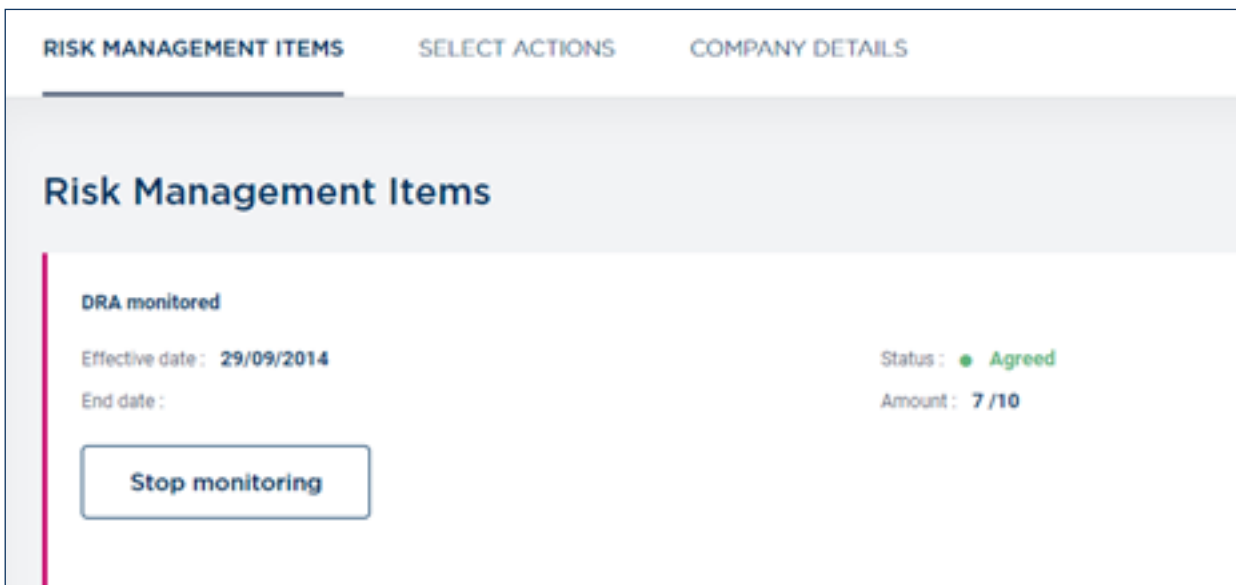 RISK MANAGEMENT ITEMS SELECT ACTIONS COMPANY DETAILS
Risk Management Items
DRA monitored
Effective date : 29/09/2014 Status : Agreed
End date : Amount : 7 /10
Stop monitoring